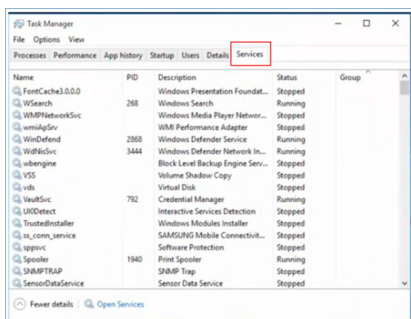 Task Manager
File Options View
Processes Performance App history Startup Users Details Services
Name PID Description Status Group
FontCache3.0.0.0 Windows Presentation Foundat... Stopped
WSearch 268 Windows Search Running
WMPNetworkSvc Windows Media Player Networ... Stopped
wmiApSrv WMI Performance Adapter Stopped
WinDefend 2868 Windows Defender Service Running
WdNisSvc 3444 Windows Defender Network In... Running
wbengine Block Level Backup Engine Serv... Stopped
VSS Volume Shadow Copy Stopped
vds Virtual Disk Stopped
VaultSvc 792 Credential Manager Running
UI0Detect Interactive Services Detection Stopped
TrustedInstaller Windows Modules Installer Stopped
ss_conn_service SAMSUNG Mobile Connectivit... Stopped
sppsvc Software Protection Stopped
Spooler 1940 Print Spooler Running
SNMPTRAP SNMP Trap Stopped
SensorDataService Sensor Data Service Stopped
Fewer details Open Services